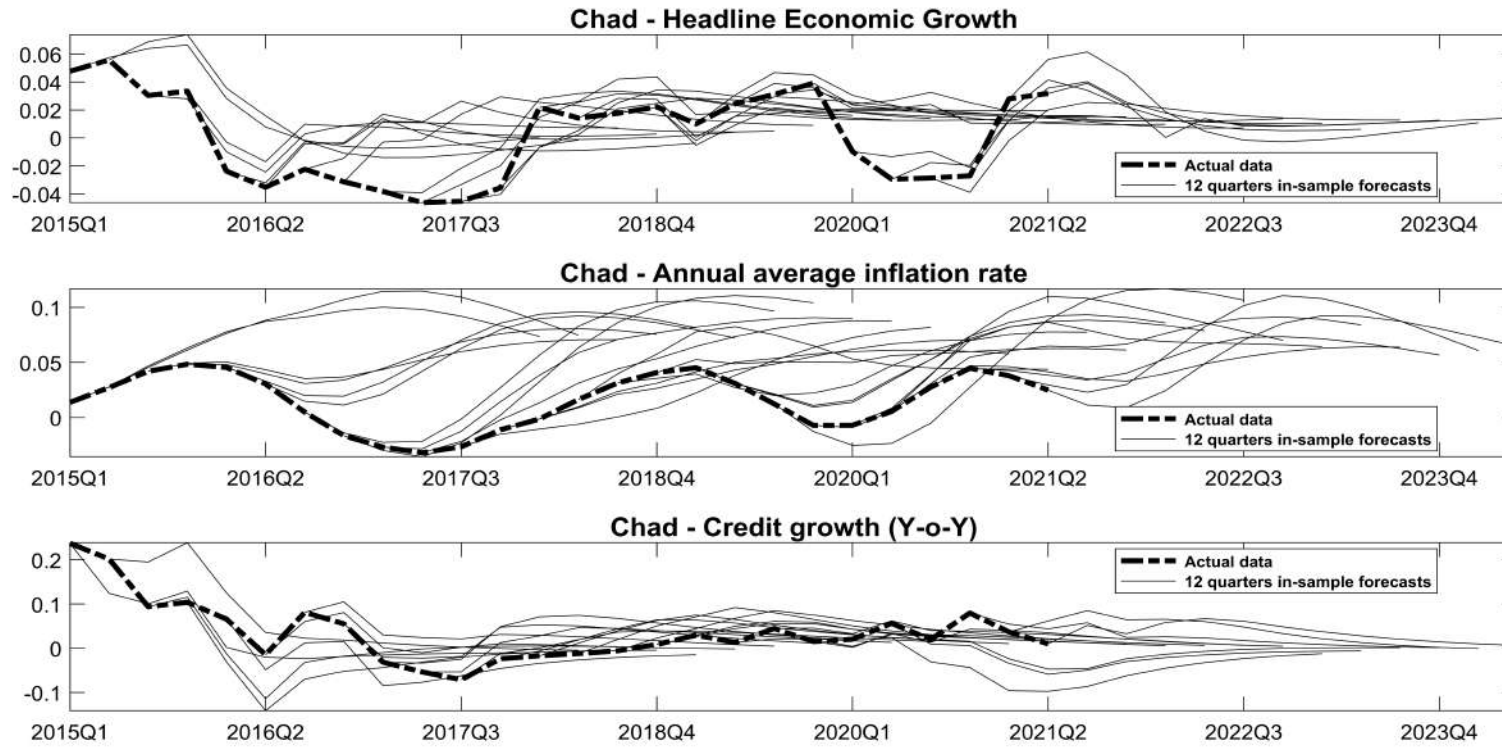 Chad - Headline Economic Growth
0.06
0.04
0.02
0
-0.02
-0.04
Actual data
12 quarters in-sample forecasts
2015Q1 2016Q2 2017Q3 2018Q4 2020Q1 2021Q2 2022Q3 2023Q4
Chad - Annual average inflation rate
0.1
0.05
0
Actual data
12 quarters in-sample forecasts
2015Q1 2016Q2 2017Q3 2018Q4 2020Q1 2021Q2 2022Q3 2023Q4
Chad - Credit growth (Y-o-Y)
0.2
0.1
0
-0.1
Actual data
12 quarters in-sample forecasts
2015Q1 2016Q2 2017Q3 2018Q4 2020Q1 2021Q2 2022Q3 2023Q4